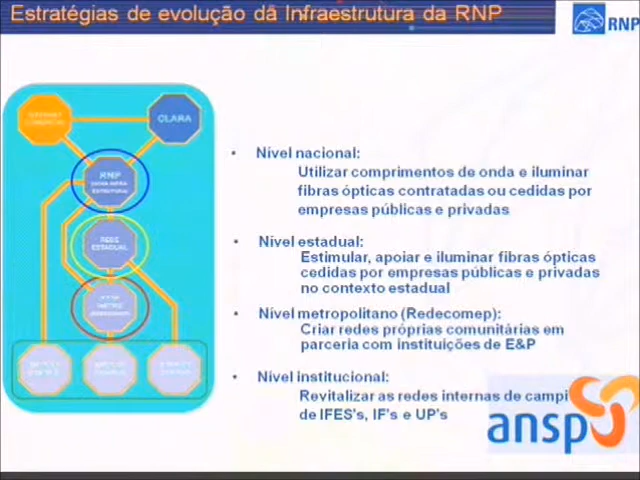 Estratégias de evolução da Infraestrutura da RNP
RNP
CLARA
RNP
REDE
ESTADUAL
• Nível nacional:
Utilizar comprimentos de onda e iluminar
fibras ópticas contratadas ou cedidas por
empresas públicas e privadas
• Nível estadual:
Estimular, apoiar e iluminar fibras ópticas
cedidas por empresas públicas e privadas
no contexto estadual
• Nível metropolitano (Redecomep):
Criar redes próprias comunitárias em
parceria com instituições de E&P
• Nível institucional:
Revitalizar as redes internas de campi
de IFES's, IF's e UP's
ansp